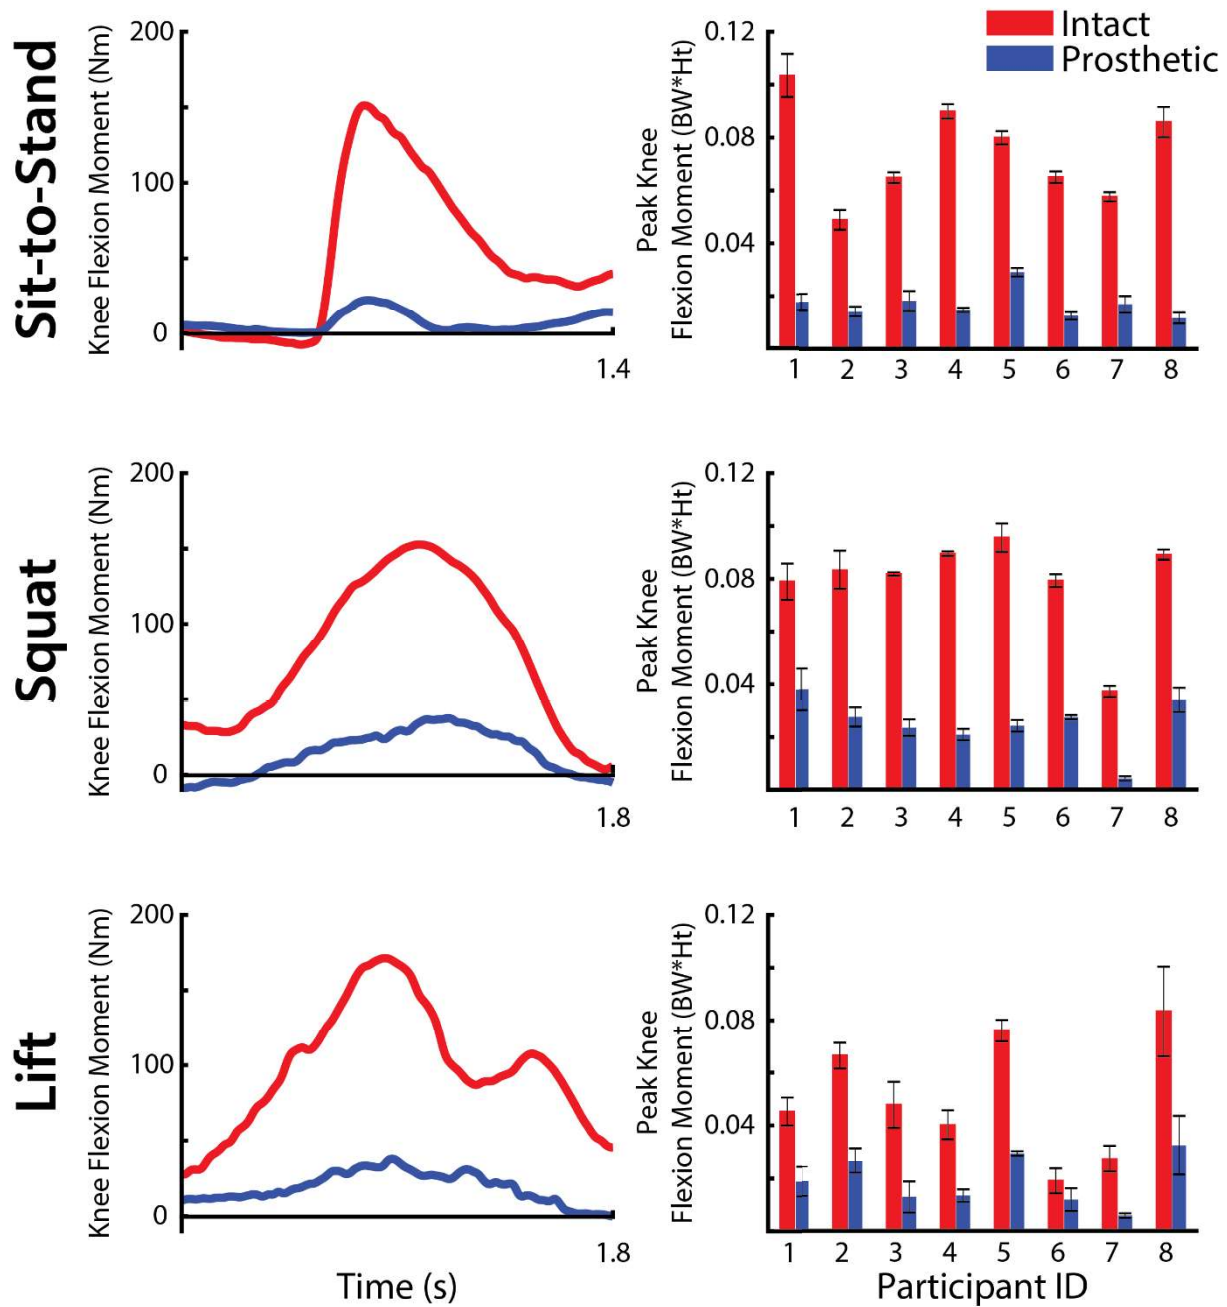 Intact
Prosthetic
Sit-to-Stand
Knee Flexion Moment (Nm)
200
100
0
1.4
Peak Knee
Flexion Moment (BW*Ht)
0.12
0.08
0.04
1 2 3 4 5 6 7 8
Squat
Knee Flexion Moment (Nm)
200
100
0
1.8
Peak Knee
Flexion Moment (BW*Ht)
0.12
0.08
0.04
1 2 3 4 5 6 7 8
Lift
Knee Flexion Moment (Nm)
200
100
0
1.8
Time (s)
Peak Knee
Flexion Moment (BW*Ht)
0.12
0.08
0.04
1 2 3 4 5 6 7 8
Participant ID